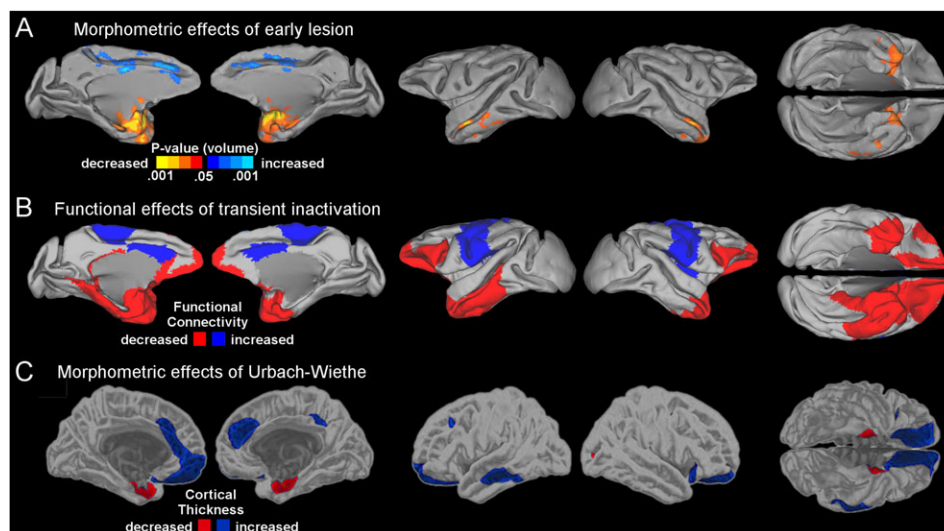 A Morphometric effects of early lesion
P-value (volume)
decreased increased
.001 .05 .001
B Functional effects of transient inactivation
Functional
Connectivity
decreased increased
C Morphometric effects of Urbach-Wiethe
Cortical
Thickness
decreased increased